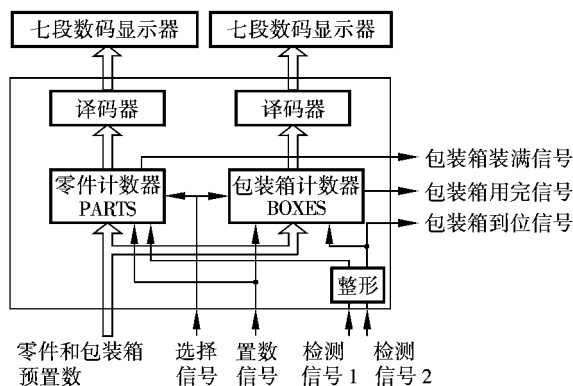 七段数码显示器
七段数码显示器
译码器
译码器
零件计数器
PARTS
包装箱计数器
BOXES
包装箱装满信号
包装箱用完信号
包装箱到位信号
整形
零件和包装箱
预置数
选择
信号
置数
信号
检测
信号1
检测
信号2